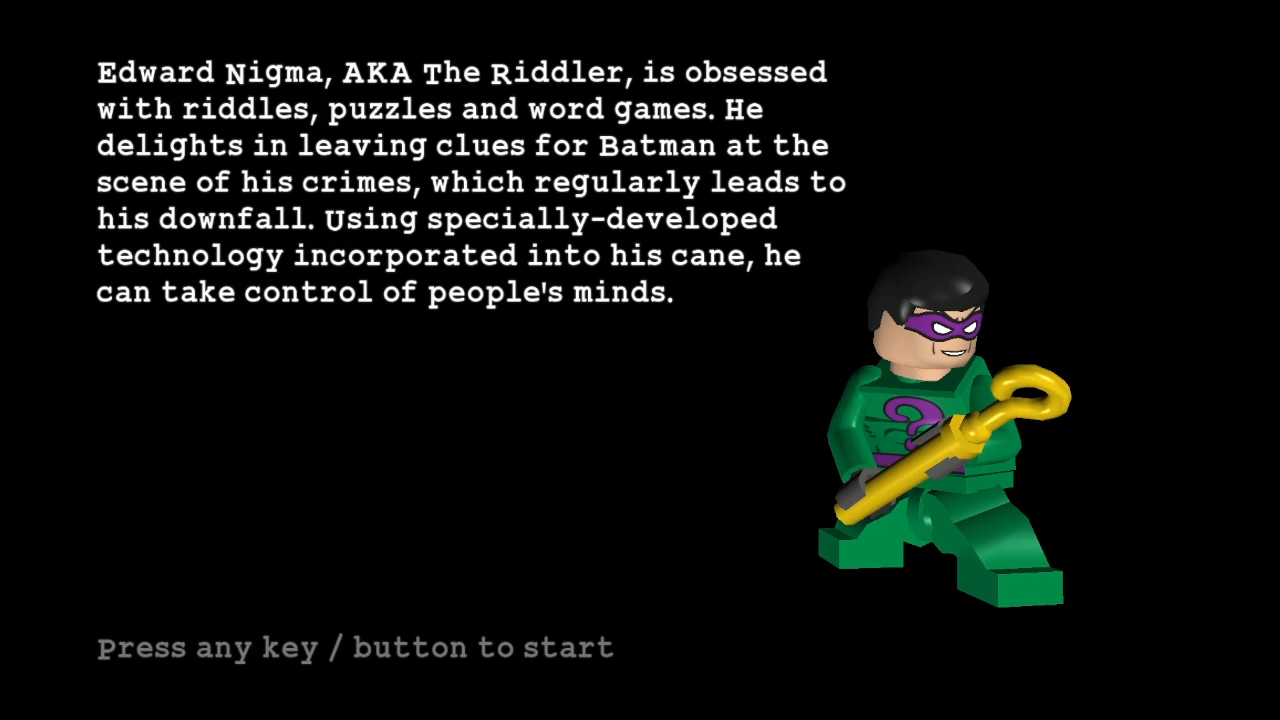 Edward Nigma, AKA The Riddler, is obsessed
with riddles, puzzles and word games. He
delights in leaving clues for Batman at the
scene of his crimes, which regularly leads to
his downfall. Using specially-developed
technology incorporated into his cane, he
can take control of people's minds.
?
Press any key / button to start